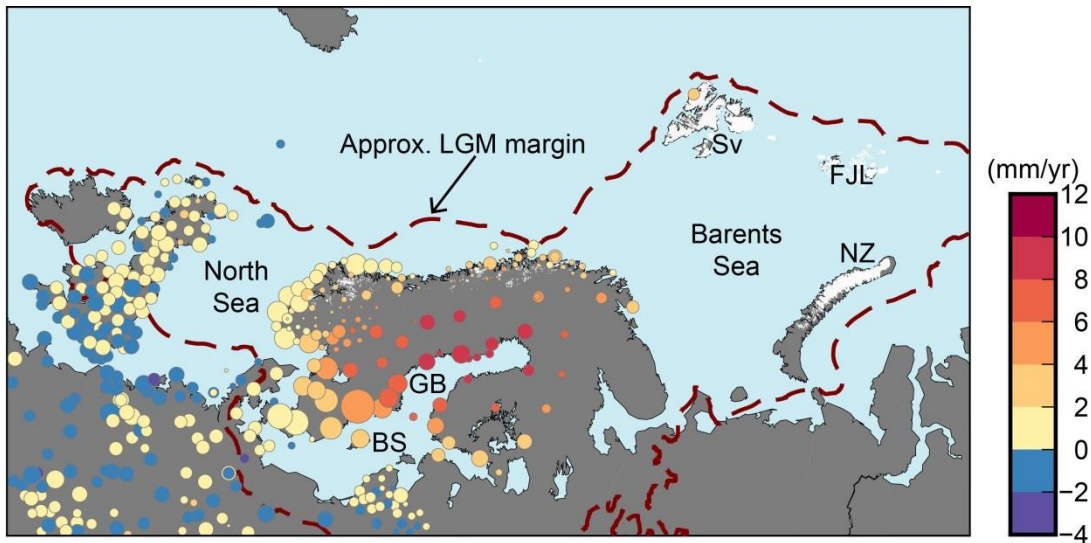 Approx. LGM margin
Sv
FJL
(mm/yr)
12
10
8
6
4
2
0
-2
-4
North
Sea
Barents
Sea
NZ
GB
BS